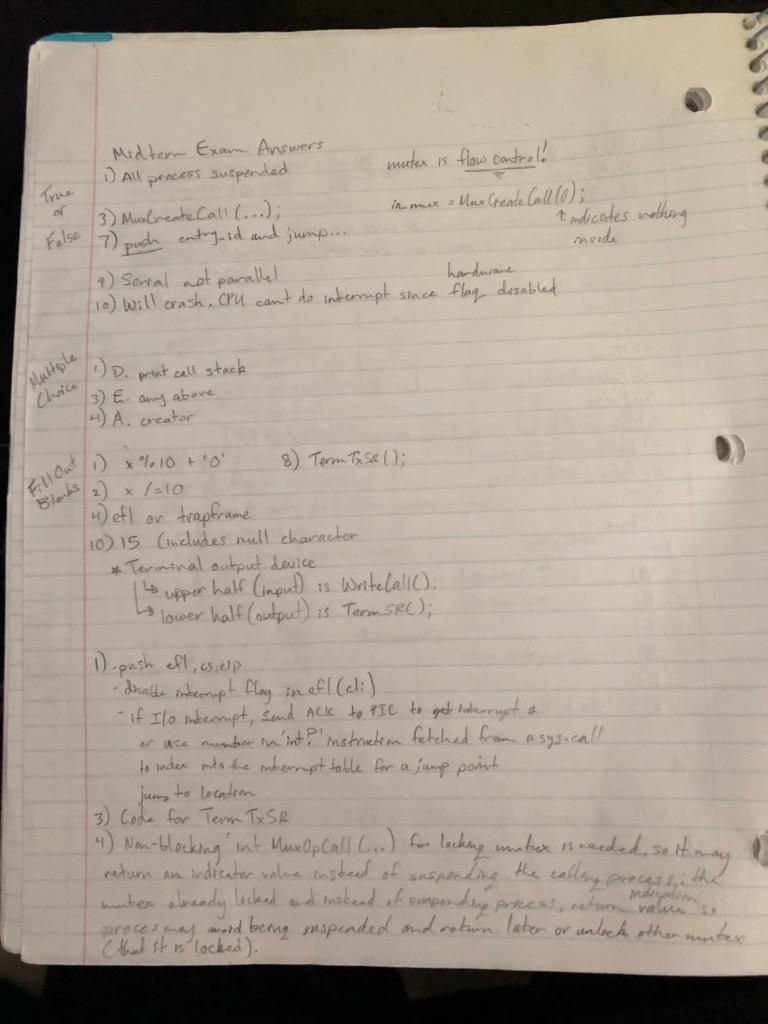 Midterm Exam Answers
1) All process suspended
mutex is flow control!
True
or
False
3) MuxCreateCall(...);
in_mux = MuxCreateCall(0);
↑ indicates nothing
inside
7) push entry_id and jump...
9) Serial not parallel
hardware
10) Will crash. CPU cant do interrupt since flag disabled
Multiple
Choice
1) D. print call stack
3) E. any above
4) A. creator
Fill Out
Blanks
1) x % 10 + '0'
8) TermTxSR();
2) x /= 10
4) efl or trapframe
10) 15 (includes null character
* Terminal output device
↳ upper half (input) is WriteCall();
↳ lower half (output) is TermSR();
1) - push efl, cs, eip
- disable interrupt flag in efl (cli)
- if I/O interrupt, send ACK to PIC to get interrupt #
or use number in 'int ?' instruction fetched from a sys-call
to index into the interrupt table for a jump point
jump to location
3) Code for TermTxSR
4) Non-blocking 'int MuxOpCall(...) for locking mutex is needed, so it may
return an indicator value instead of suspending the calling process; the
mutex already locked and instead of suspending process, return indication value so
process may avoid being suspended and return later or unlock other mutex
(that it is locked).